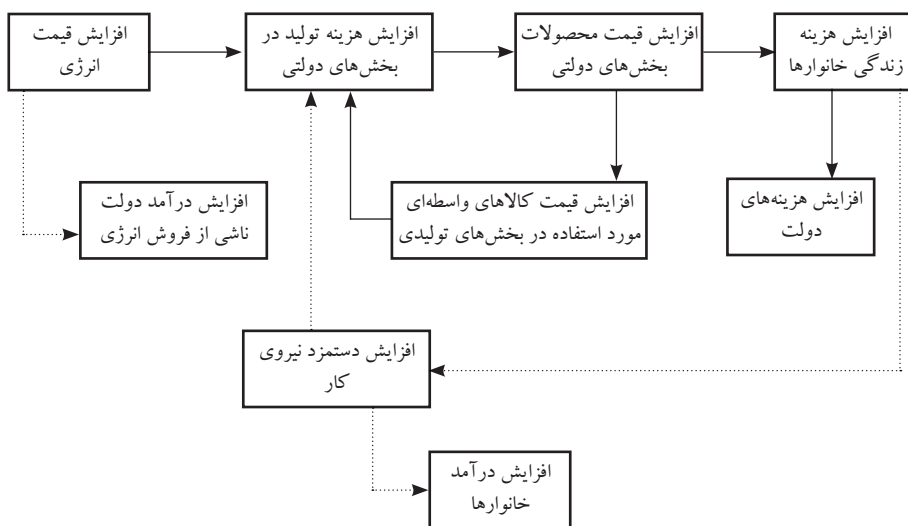 افزایش قیمت
انرژی
افزایش هزینه تولید در
بخش‌های دولتی
افزایش قیمت محصولات
بخش‌های دولتی
افزایش هزینه
زندگی خانوارها
افزایش درآمد دولت
ناشی از فروش انرژی
افزایش قیمت کالاهای واسطه‌ای
مورد استفاده در بخش‌های تولیدی
افزایش هزینه‌های
دولت
افزایش دستمزد نیروی
کار
افزایش درآمد
خانوارها